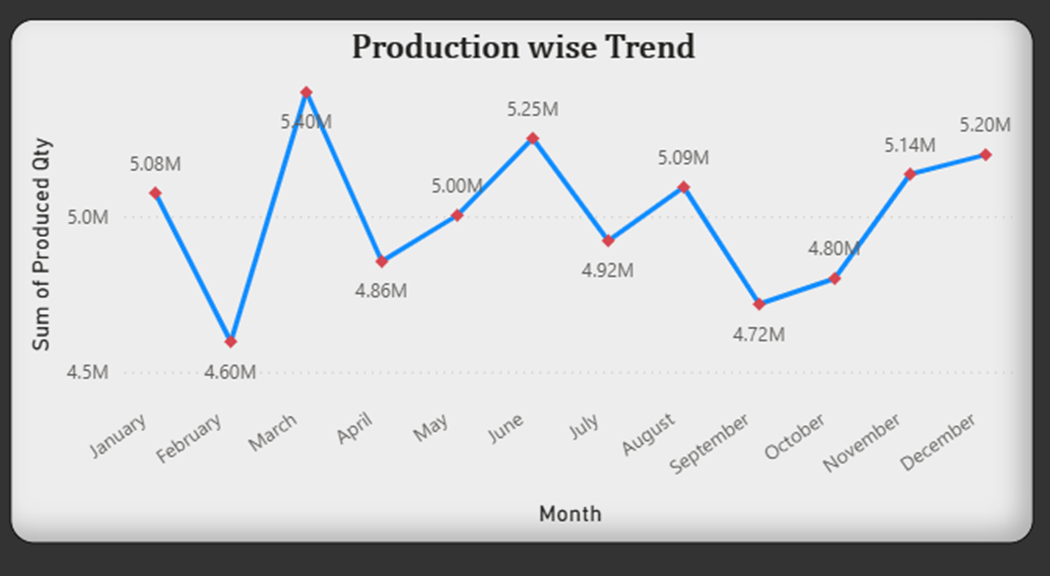 Production wise Trend
Sum of Produced Qty
5.0M
4.5M
5.08M
4.60M
5.40M
4.86M
5.00M
5.25M
4.92M
5.09M
4.72M
4.80M
5.14M
5.20M
January
February
March
April
May
June
July
August
September
October
November
December
Month